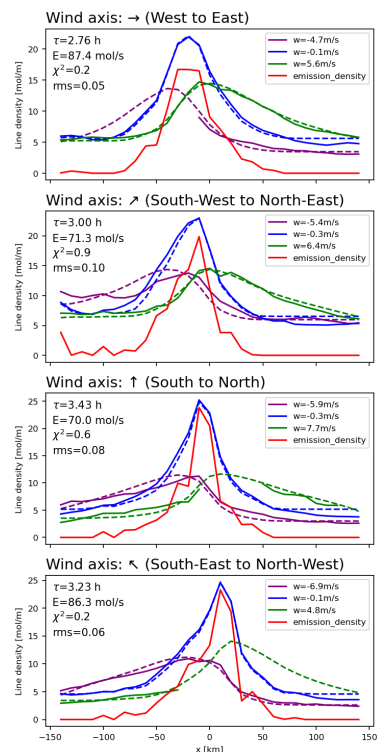 Wind axis: → (West to East)
τ=2.76 h
E=87.4 mol/s
χ²=0.2
rms=0.05
w=-4.7m/s
w=-0.1m/s
w=5.6m/s
emission_density
Line density [mol/m]
0
5
10
15
20
Wind axis: ↗ (South-West to North-East)
τ=3.00 h
E=71.3 mol/s
χ²=0.9
rms=0.10
w=-5.4m/s
w=-0.3m/s
w=6.4m/s
emission_density
Line density [mol/m]
0
5
10
15
20
Wind axis: ↑ (South to North)
τ=3.43 h
E=70.0 mol/s
χ²=0.6
rms=0.08
w=-5.9m/s
w=-0.3m/s
w=7.7m/s
emission_density
Line density [mol/m]
0
5
10
15
20
25
Wind axis: ↖ (South-East to North-West)
τ=3.23 h
E=86.3 mol/s
χ²=0.2
rms=0.06
w=-6.9m/s
w=-0.1m/s
w=4.8m/s
emission_density
Line density [mol/m]
0
5
10
15
20
25
−150 −100 −50 0 50 100 150
x [km]